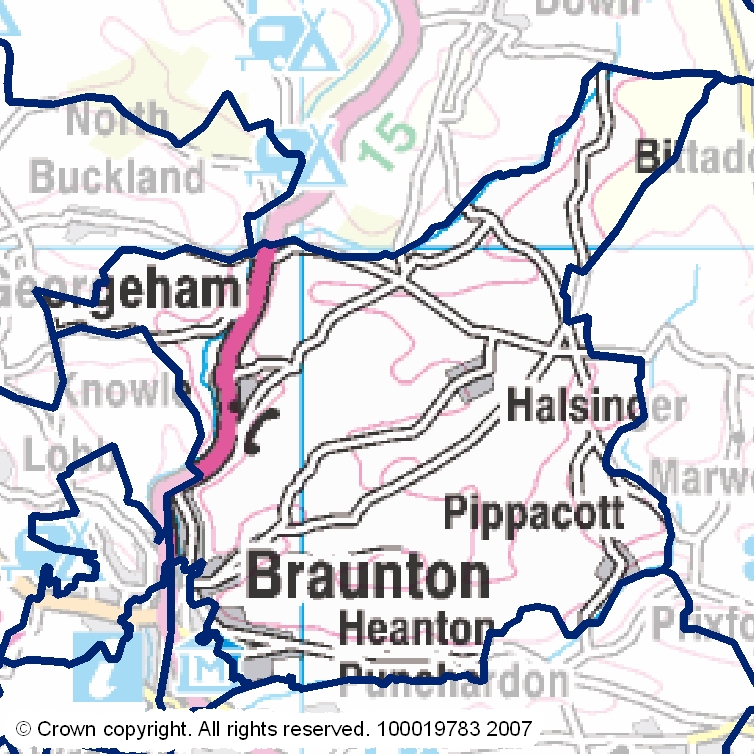 Down
North
Buckland
15
Bittado
Georgeham
Knowle
Halsinger
Lobb
Marwo
Pippacott
Braunton
Heanton
Prixfo
Punchardon
i
M
© Crown copyright. All rights reserved. 100019783 2007